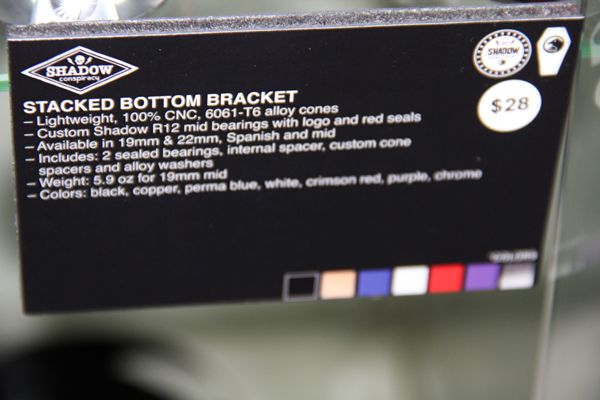 SHADOW
conspiracy
SHADOW
$28
STACKED BOTTOM BRACKET
– Lightweight, 100% CNC, 6061-T6 alloy cones
– Custom Shadow R12 mid bearings with logo and red seals
– Available in 19mm & 22mm, Spanish and mid
– Includes: 2 sealed bearings, internal spacer, custom cone
spacers and alloy washers
– Weight: 5.9 oz for 19mm mid
– Colors: black, copper, perma blue, white, crimson red, purple, chrome
*COLORS